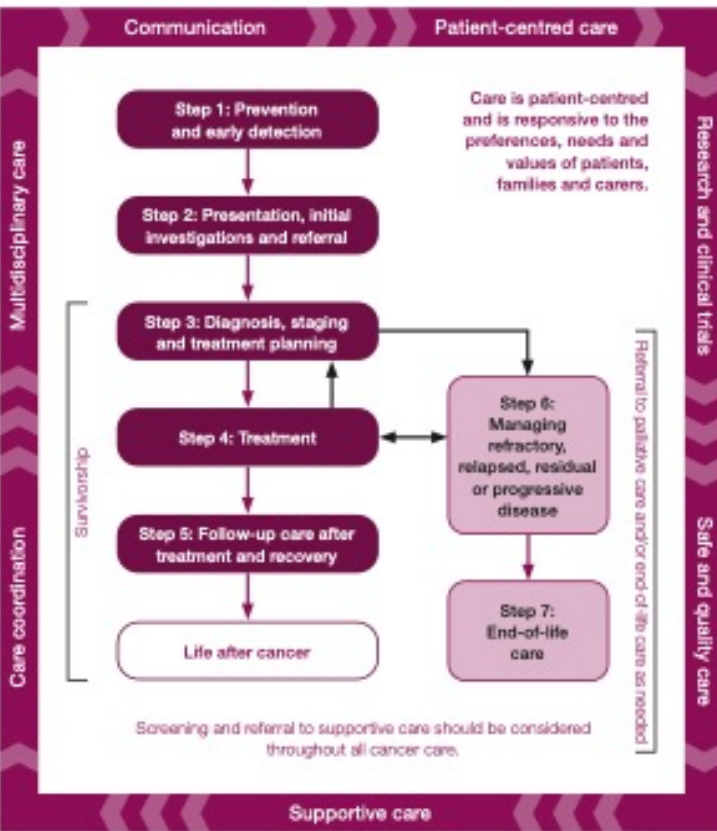 Communication
Patient-centred care
Multidisciplinary care
Care coordination
Research and clinical trials
Safe and quality care
Care is patient-centred
and is responsive to the
preferences, needs and
values of patients,
families and carers.
Step 1: Prevention
and early detection
Step 2: Presentation, initial
investigations and referral
Step 3: Diagnosis, staging
and treatment planning
Step 4: Treatment
Step 5: Follow-up care after
treatment and recovery
Life after cancer
Survivorship
Step 6:
Managing
refractory,
relapsed, residual
or progressive
disease
Step 7:
End-of-life
care
Referral to palliative care and/or end-of-life care as needed
Screening and referral to supportive care should be considered
throughout all cancer care.
Supportive care